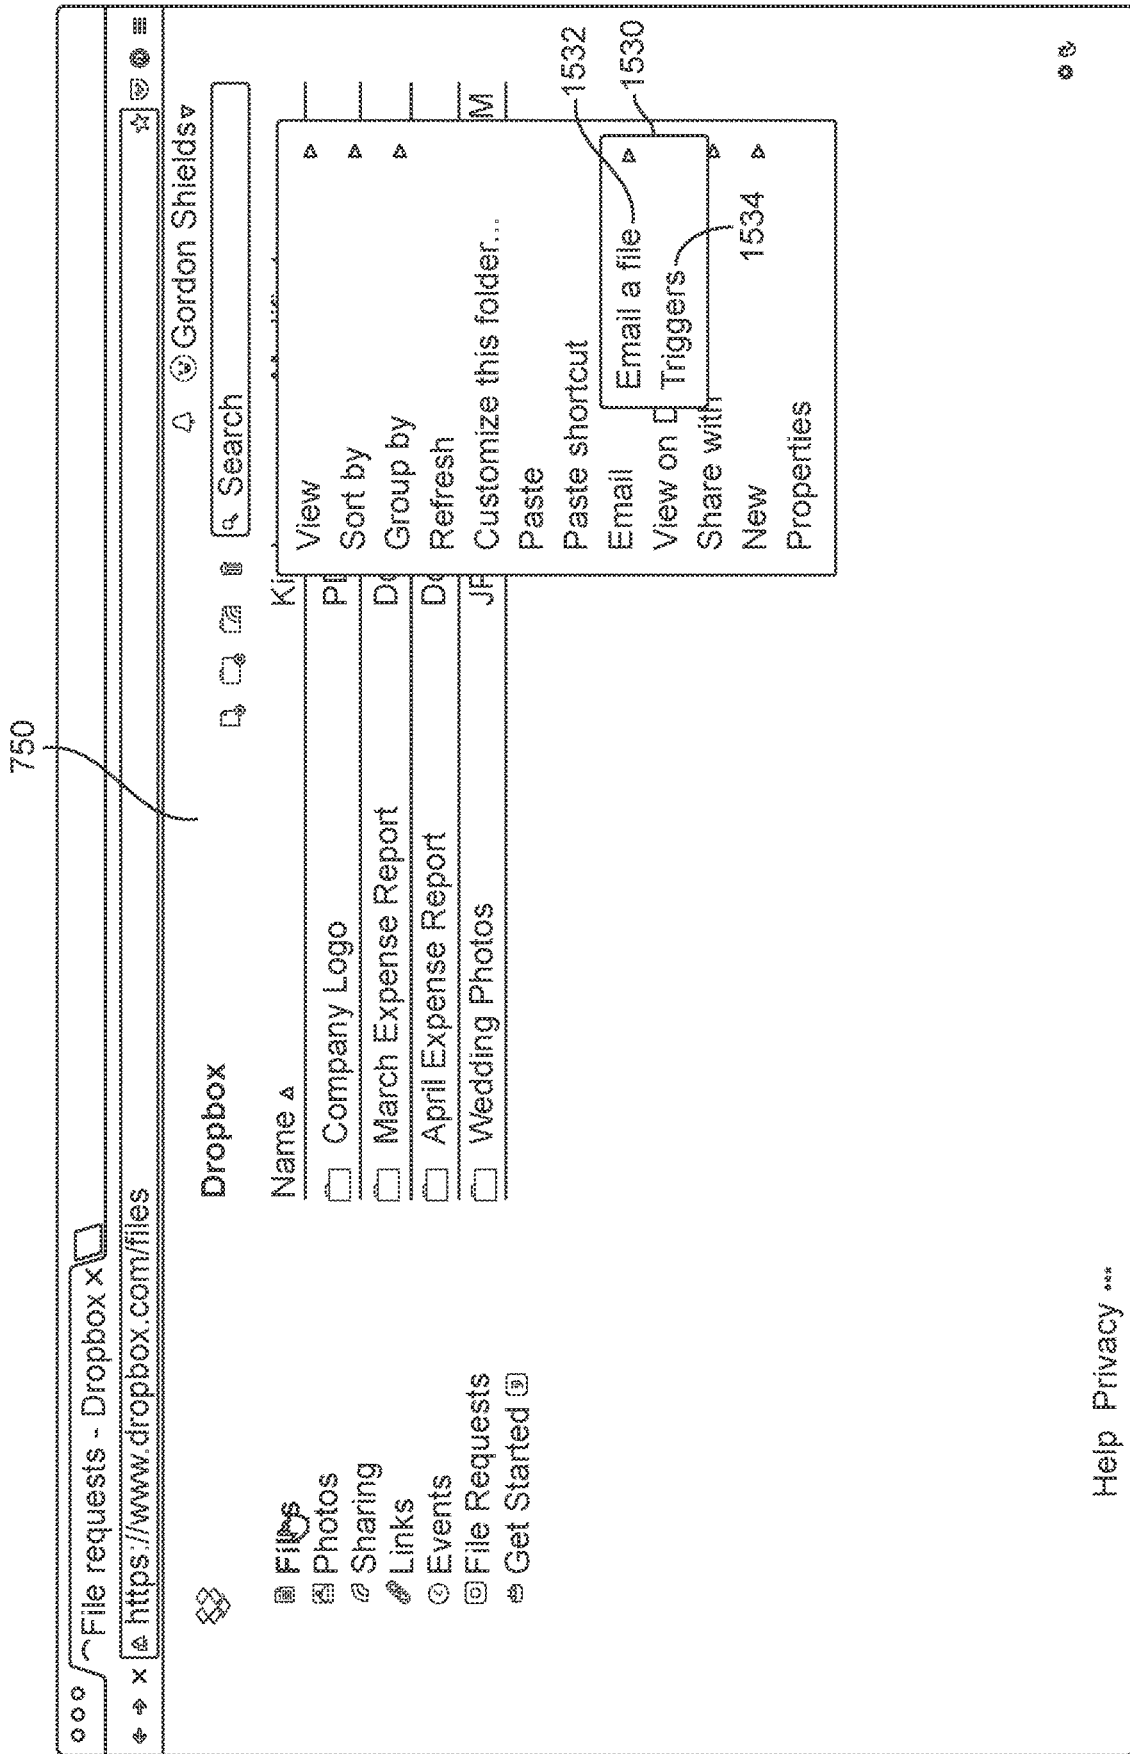 750
File requests - Dropbox X
https://www.dropbox.com/files
Gordon Shields
Dropbox
Search
Files
Photos
Sharing
Links
Events
File Requests
Get Started
Name
Ki
Company Logo
March Expense Report
April Expense Report
Wedding Photos
JP
M
View
Sort by
Group by
Refresh
Customize this folder...
Paste
Paste shortcut
Email
View on
Share with
New
Properties
Email a file
Triggers
1532
1530
1534
Help Privacy •••